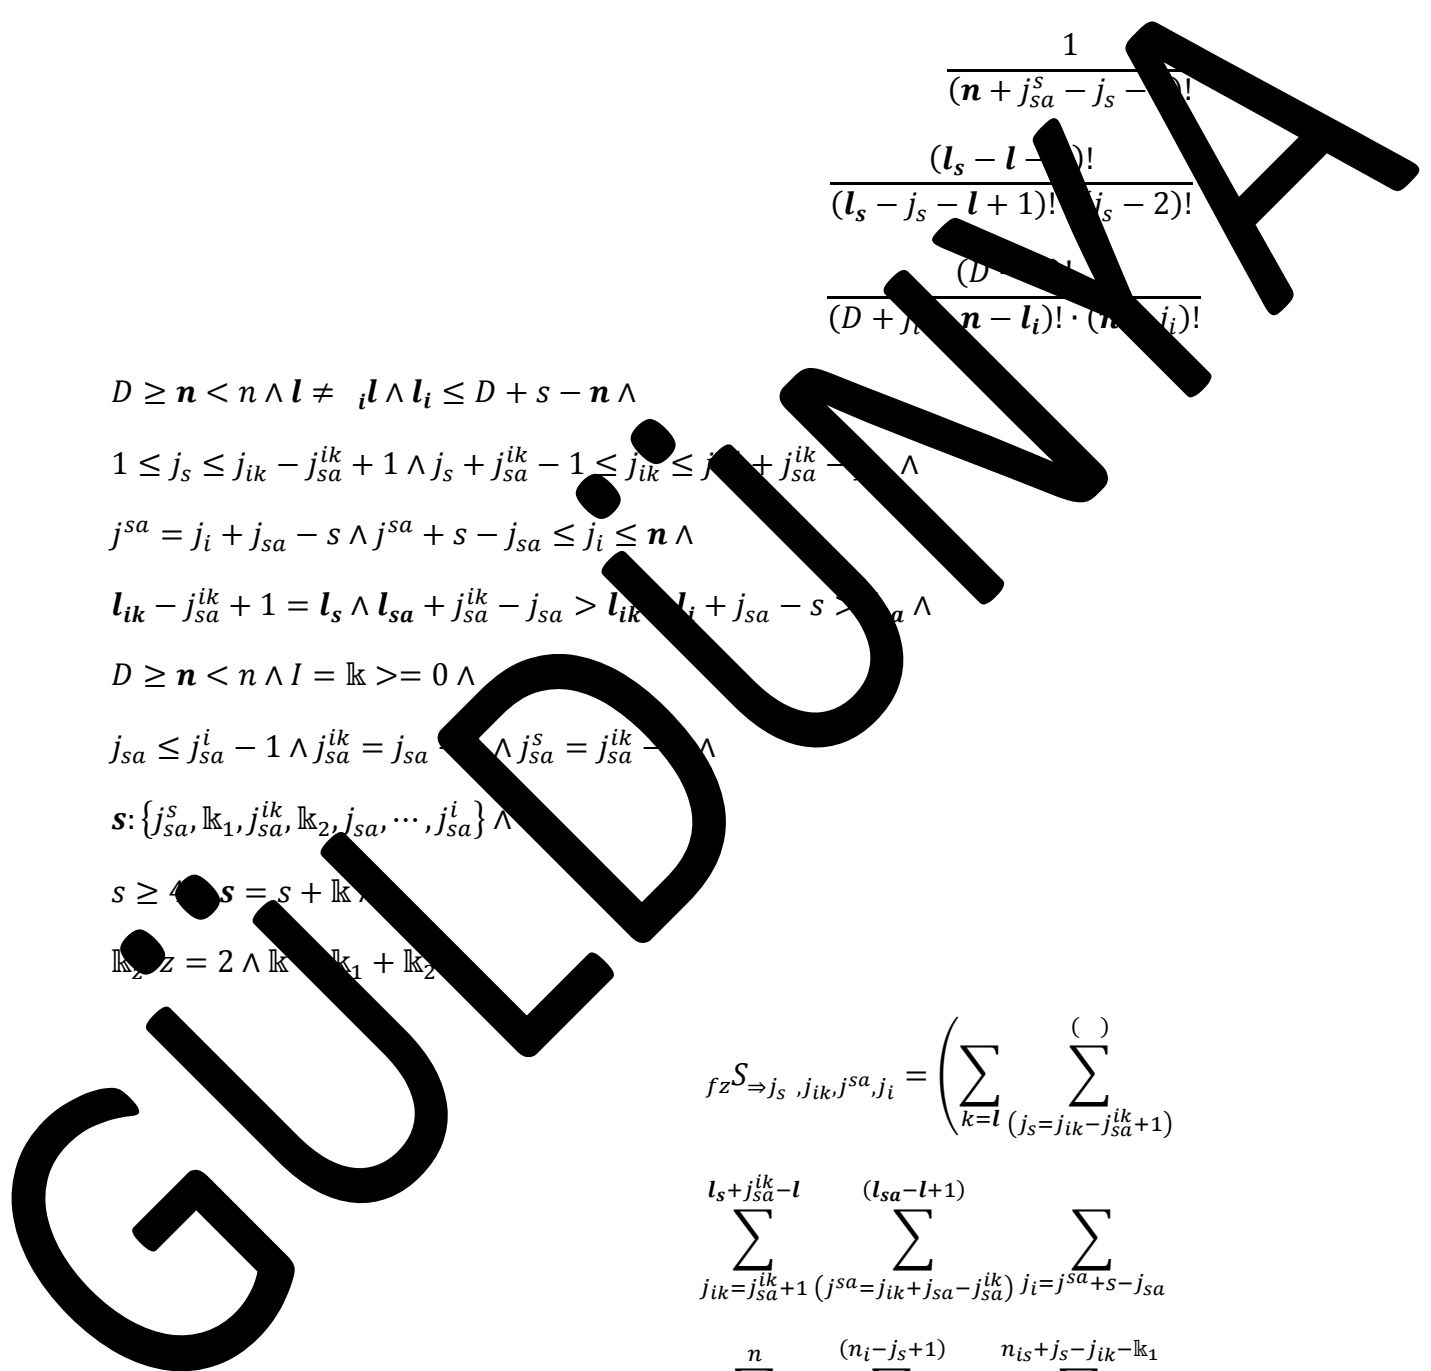 1
(n + j_{sa}^{s} − j_s − )!
(l_s − l − )!
(l_s − j_s − l + 1)! (j_s − 2)!
(D )!
(D + j_i n − l_i)! · (n j_i)!
D ≥ n < n ∧ l ≠ _{i}l ∧ l_i ≤ D + s − n ∧
1 ≤ j_s ≤ j_{ik} − j_{sa}^{ik} + 1 ∧ j_s + j_{sa}^{ik} − 1 ≤ j_{ik} ≤ + j_{sa}^{ik} − ∧
j^{sa} = j_i + j_{sa} − s ∧ j^{sa} + s − j_{sa} ≤ j_i ≤ n ∧
l_{ik} − j_{sa}^{ik} + 1 = l_s ∧ l_{sa} + j_{sa}^{ik} − j_{sa} > l_{ik} l_i + j_{sa} − s > ∧
D ≥ n < n ∧ I = 𝕜 >= 0 ∧
j_{sa} ≤ j_{sa}^{i} − 1 ∧ j_{sa}^{ik} = j_{sa} ∧ j_{sa}^{s} = j_{sa}^{ik} − ∧
s: {j_{sa}^{s}, 𝕜_1, j_{sa}^{ik}, 𝕜_2, j_{sa}, ⋯, j_{sa}^{i}} ∧
s ≥ s = s + 𝕜
𝕜_z z = 2 ∧ 𝕜 𝕜_1 + 𝕜_2
_{fz}S_{⇒j_s ,j_{ik},j^{sa},j_i} = ( ∑_{k=l} ∑_{(j_s=j_{ik}−j_{sa}^{ik}+1)}^{( )}
∑_{j_{ik}=j_{sa}^{ik}+1}^{l_s+j_{sa}^{ik}−l} ∑_{(j^{sa}=j_{ik}+j_{sa}−j_{sa}^{ik})}^{(l_{sa}−l+1)} ∑_{j_i=j^{sa}+s−j_{sa}}
n (n_i−j_s+1) n_{is}+j_s−j_{ik}−𝕜_1
GÜLDÜNYA